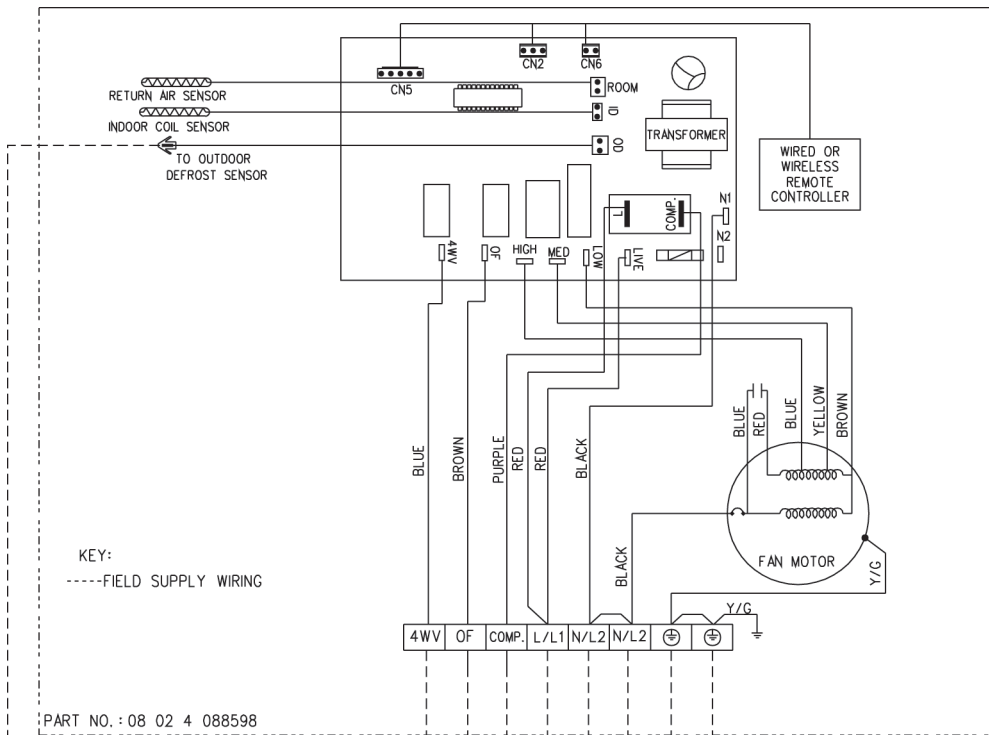 CN5
CN2
CN6
RETURN AIR SENSOR
ROOM
INDOOR COIL SENSOR
ID
TO OUTDOOR
DEFROST SENSOR
OD
TRANSFORMER
WIRED OR
WIRELESS
REMOTE
CONTROLLER
L
COMP.
N1
N2
4WV
OF
HIGH
MED
LOW
LIVE
BLUE
BROWN
PURPLE
RED
RED
BLACK
BLACK
BLUE
RED
BLUE
YELLOW
BROWN
FAN MOTOR
Y/G
Y/G
KEY:
-----FIELD SUPPLY WIRING
4WV
OF
COMP.
L/L1
N/L2
N/L2
PART NO.:08 02 4 088598